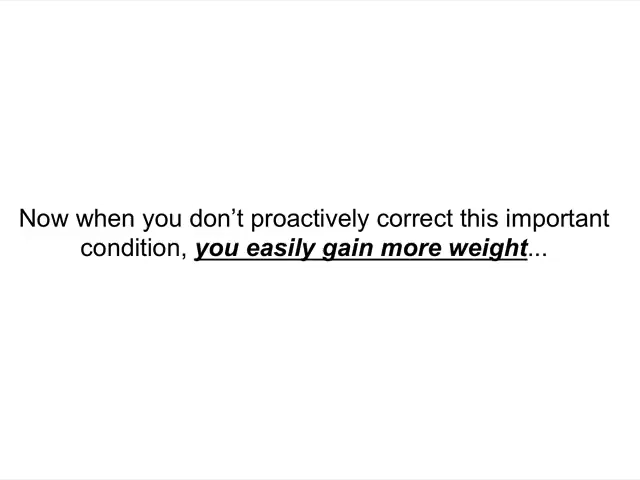 Now when you don’t proactively correct this important
condition, you easily gain more weight...